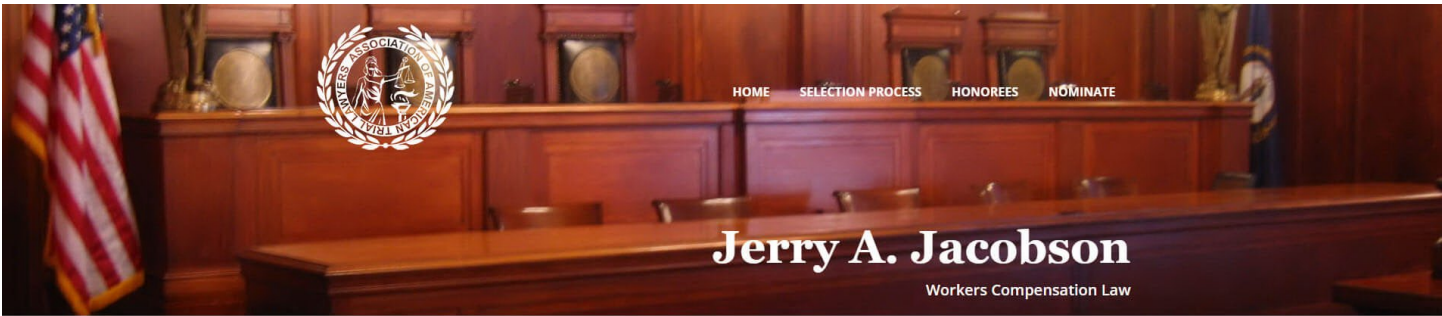 ASSOCIATION OF AMERICAN TRIAL LAWYERS
HOME SELECTION PROCESS HONOREES NOMINATE
Jerry A. Jacobson
Workers Compensation Law